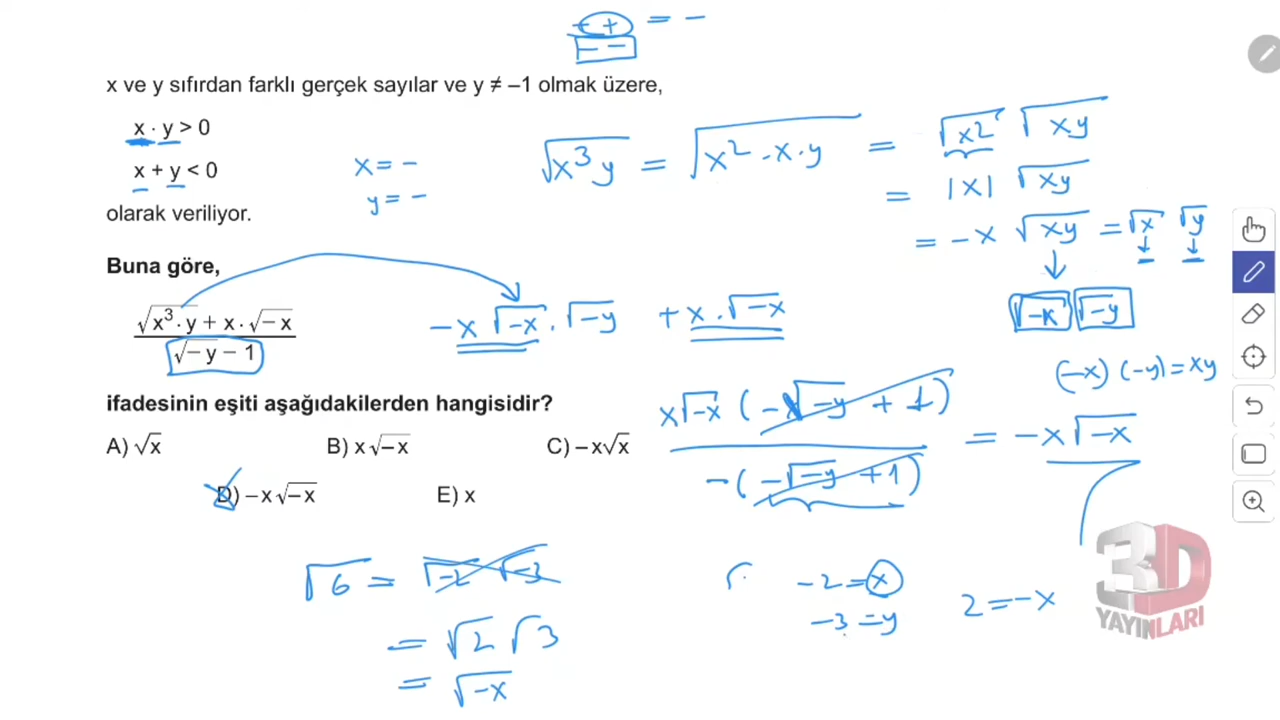 - + = -
- -
x ve y sıfırdan farklı gerçek sayılar ve y ≠ –1 olmak üzere,
x · y > 0
x + y < 0
olarak veriliyor.
x = -
y = -
√(x³y) = √(x² · x · y) = √(x²) √(xy)
= |x| √(xy)
= -x √(xy) = √x √y
√(-x) √(-y)
(-x) (-y) = xy
Buna göre,
(√(x³ · y) + x · √(–x)) / (√(–y) – 1)
-x √(-x) · √(-y) + x · √(-x)
ifadesinin eşiti aşağıdakilerden hangisidir?
x√(-x) (-√(-y) + 1) / -(-√(-y) + 1) = -x√(-x)
A) √x B) x√(–x) C) –x√x
D) –x√(–x) E) x
√6 = √-2 √-3
= √2 √3
= √(-x)
√
-2 = x
-3 = y
2 = -x
3D
YAYINLARI